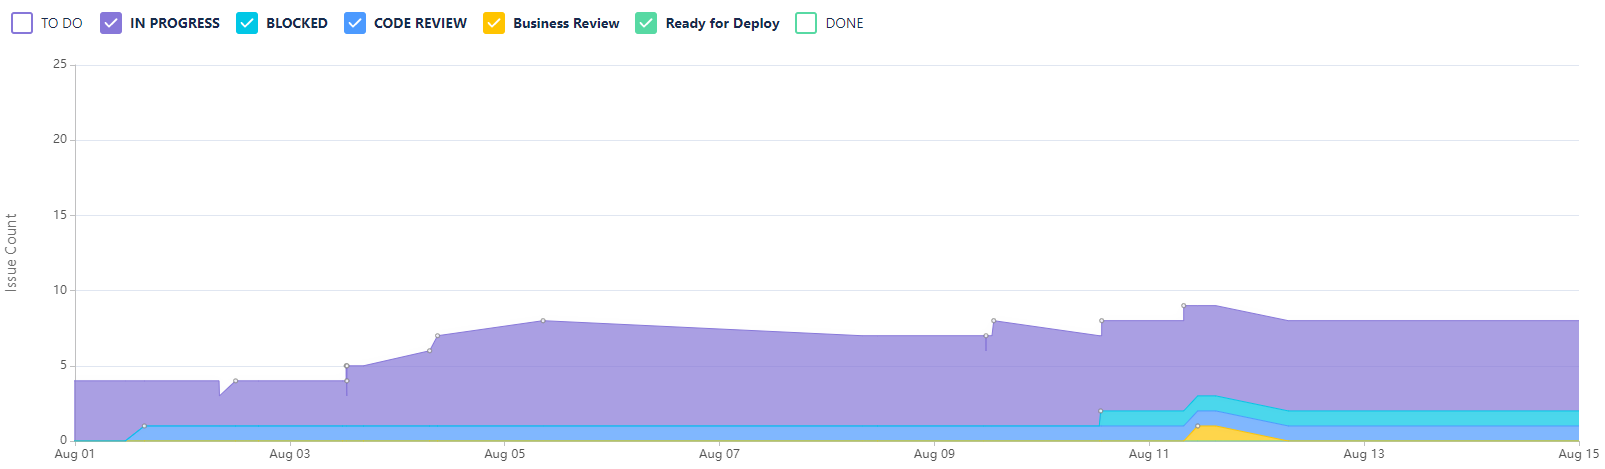 TO DO IN PROGRESS BLOCKED CODE REVIEW Business Review Ready for Deploy DONE
25
20
15
10
5
0
Issue Count
Aug 01 Aug 03 Aug 05 Aug 07 Aug 09 Aug 11 Aug 13 Aug 15